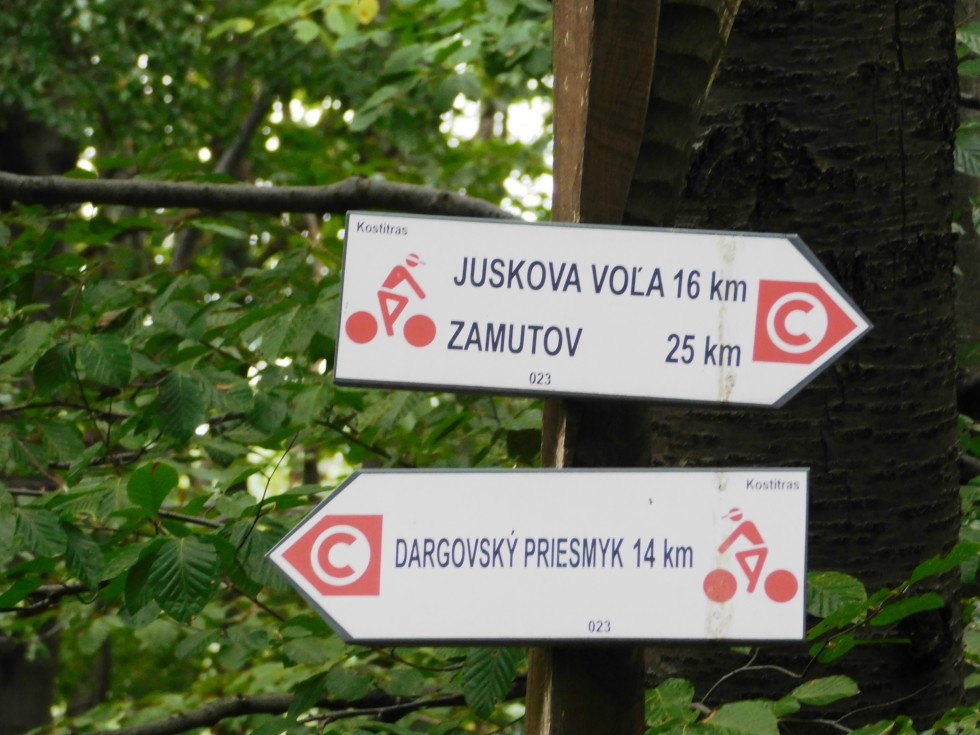 Kostitras
JUSKOVA VOĽA 16 km
C
ZAMUTOV 25 km
023
Kostitras
C
DARGOVSKÝ PRIESMYK 14 km
023